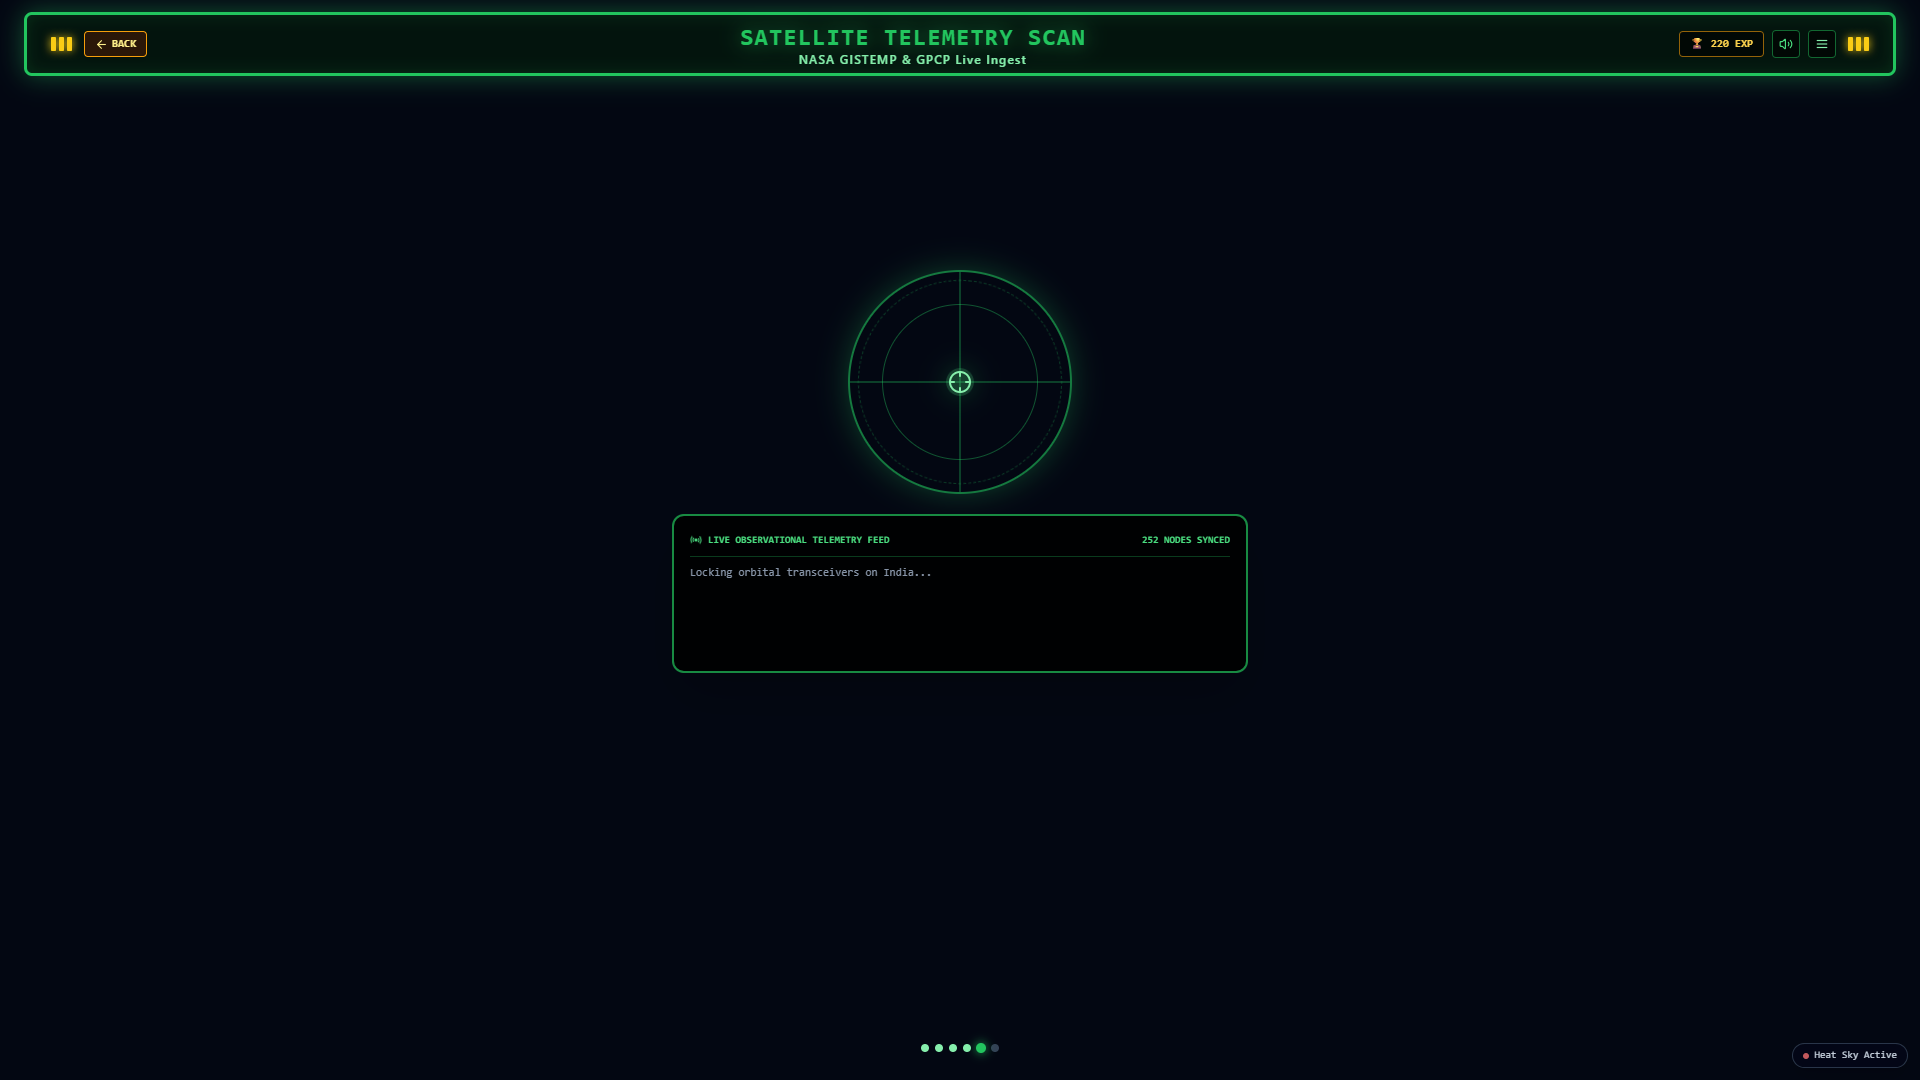 BACK
SATELLITE TELEMETRY SCAN
NASA GISTEMP & GPCP Live Ingest
220 EXP
LIVE OBSERVATIONAL TELEMETRY FEED
252 NODES SYNCED
Locking orbital transceivers on India...
Heat Sky Active